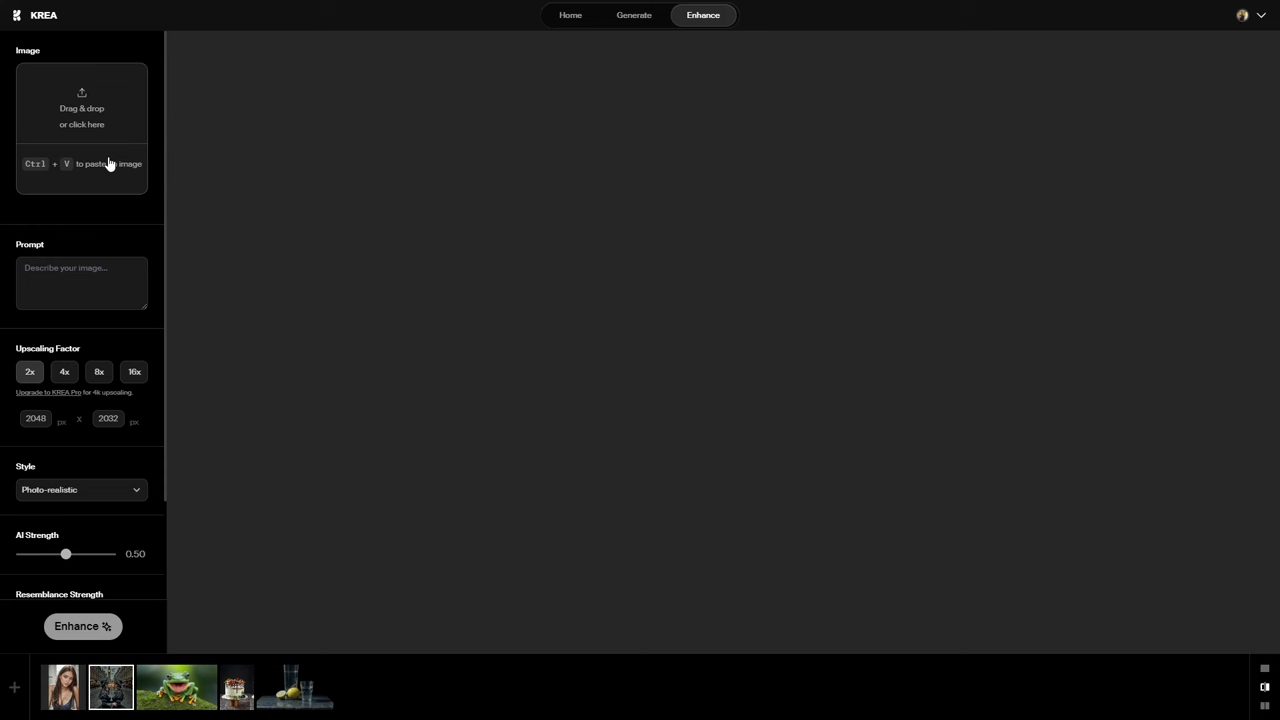 KREA
Home
Generate
Enhance
Image
Drag & drop
or click here
Ctrl + V to paste image
Prompt
Describe your image...
Upscaling Factor
2x
4x
8x
16x
Upgrade to KREA Pro for 4k upscaling.
2048 px x 2032 px
Style
Photo-realistic
AI Strength
0.50
Resemblance Strength
Enhance